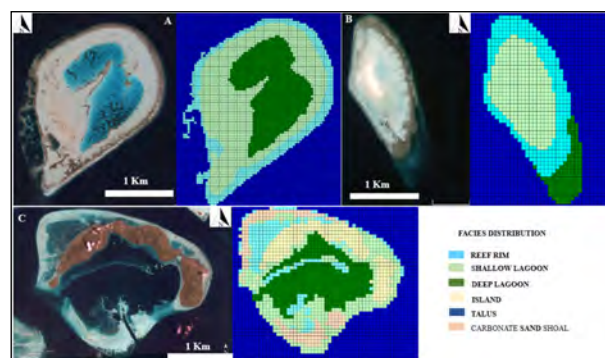 A
B
1 Km
1 Km
C
1 Km
FACIES DISTRIBUTION
REEF RIM
SHALLOW LAGOON
DEEP LAGOON
ISLAND
TALUS
CARBONATE SAND SHOAL